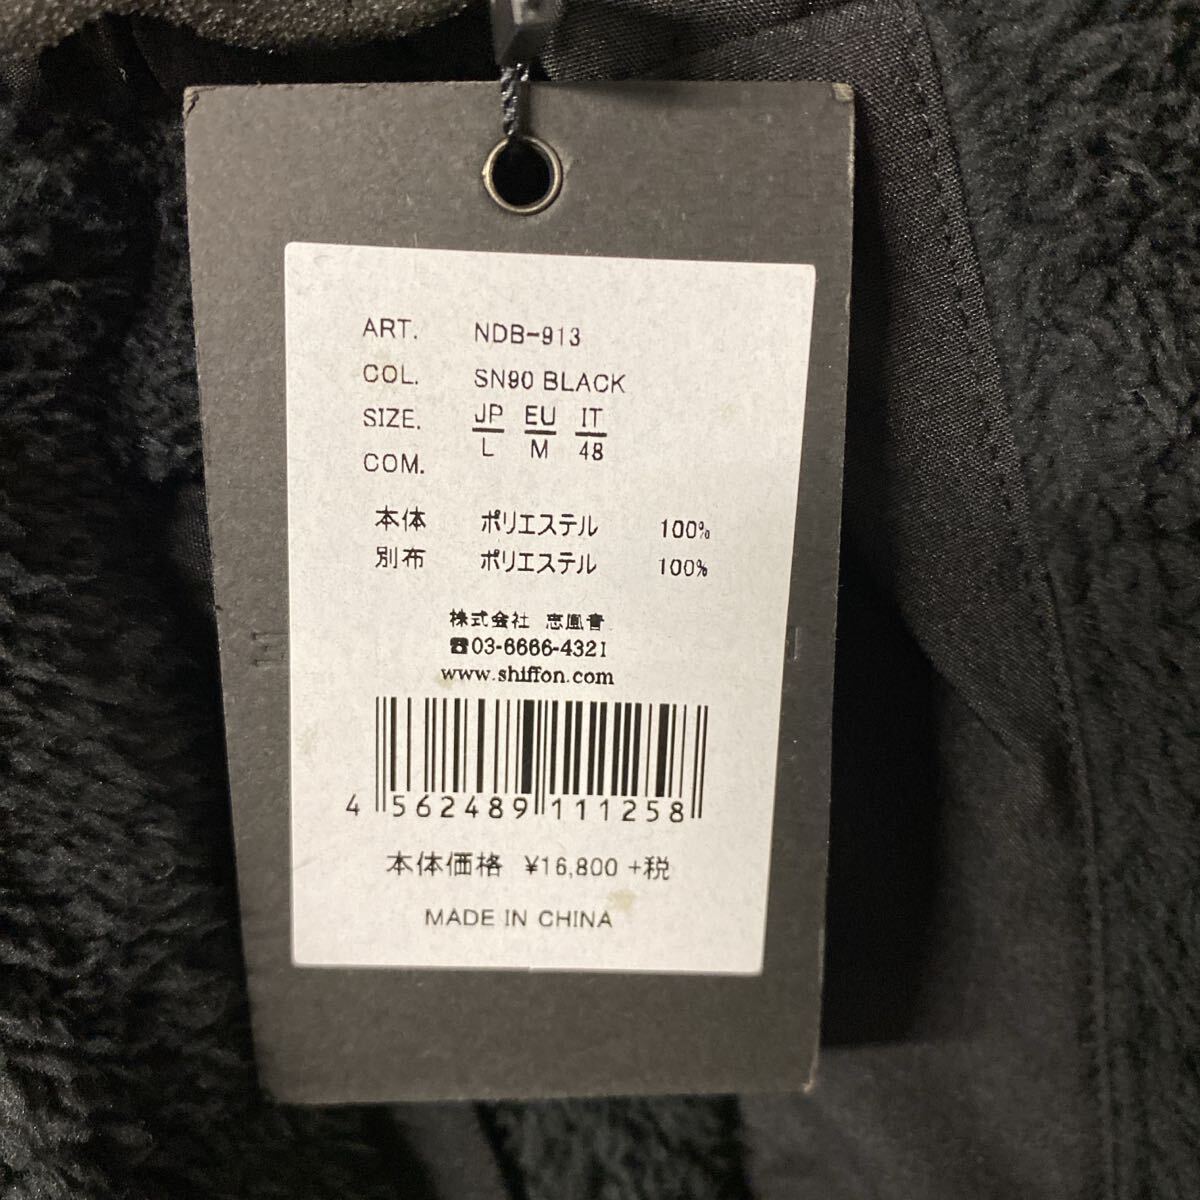 ART. NDB-913
COL. SN90 BLACK
SIZE. JP EU IT
L M 48
COM.
本体 ポリエステル 100%
別布 ポリエステル 100%
株式会社 志風音
☎03-6666-4321
www.shiffon.com
4 562489 111258
本体価格 ¥16,800 +税
MADE IN CHINA